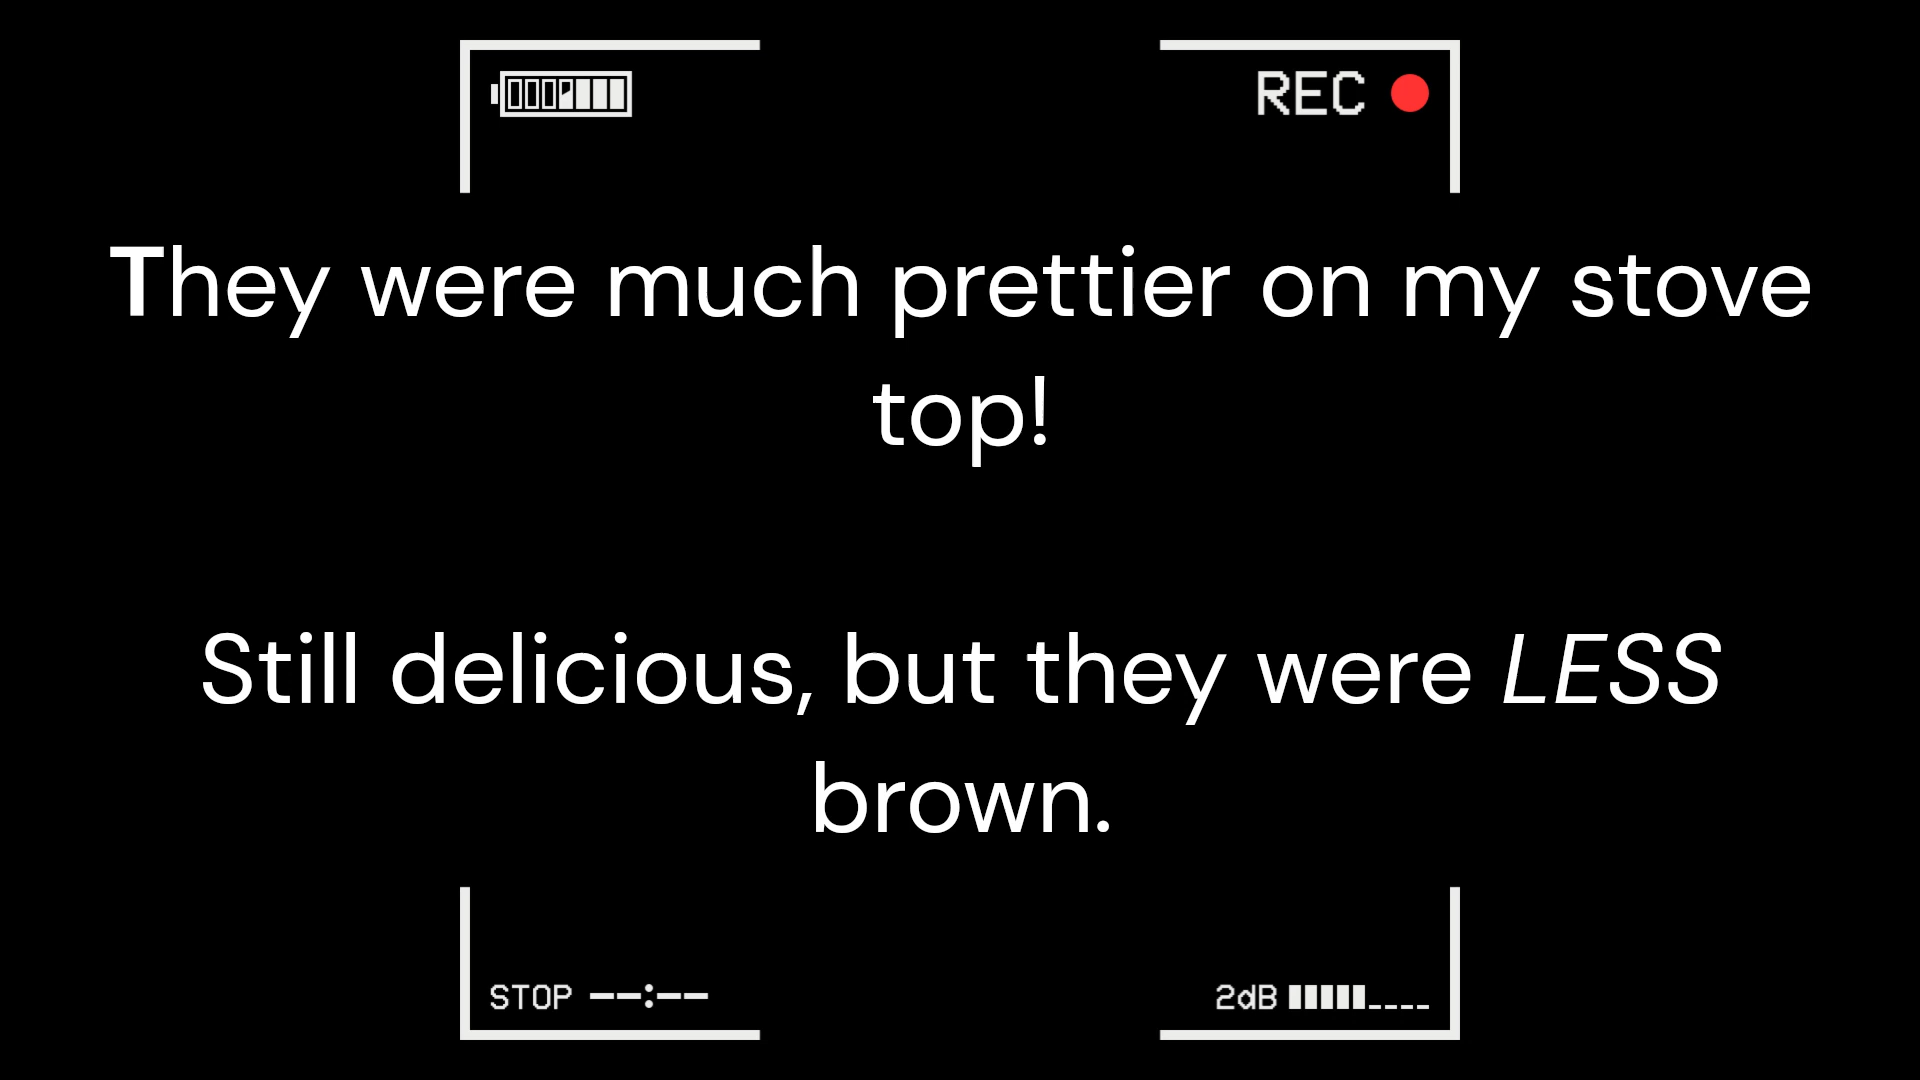 REC
They were much prettier on my stove
top!
Still delicious, but they were LESS
brown.
STOP --:--
2dB